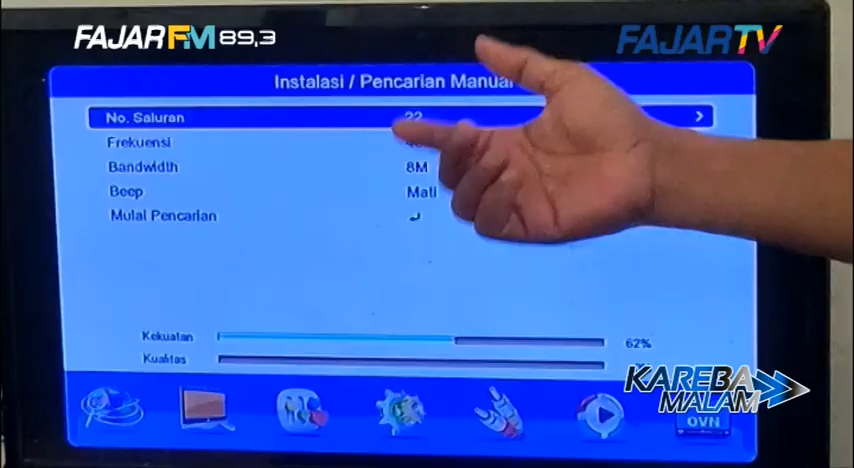 FAJAR FM 89,3
FAJAR TV
Instalasi / Pencarian Manual
No. Saluran 22
Frekuensi
Bandwidth 8M
Beep Mati
Mulai Pencarian
Kekuatan 62%
Kualitas
KAREBA
MALAM
OVN